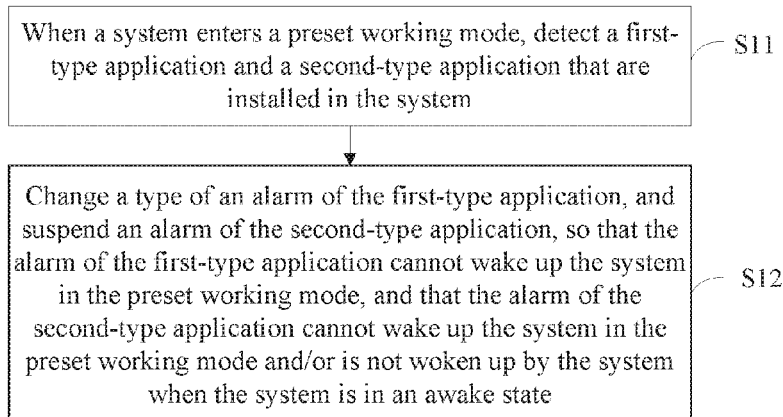 When a system enters a preset working mode, detect a first-
type application and a second-type application that are
installed in the system
S11
Change a type of an alarm of the first-type application, and
suspend an alarm of the second-type application, so that the
alarm of the first-type application cannot wake up the system
in the preset working mode, and that the alarm of the
second-type application cannot wake up the system in the
preset working mode and/or is not woken up by the system
when the system is in an awake state
S12